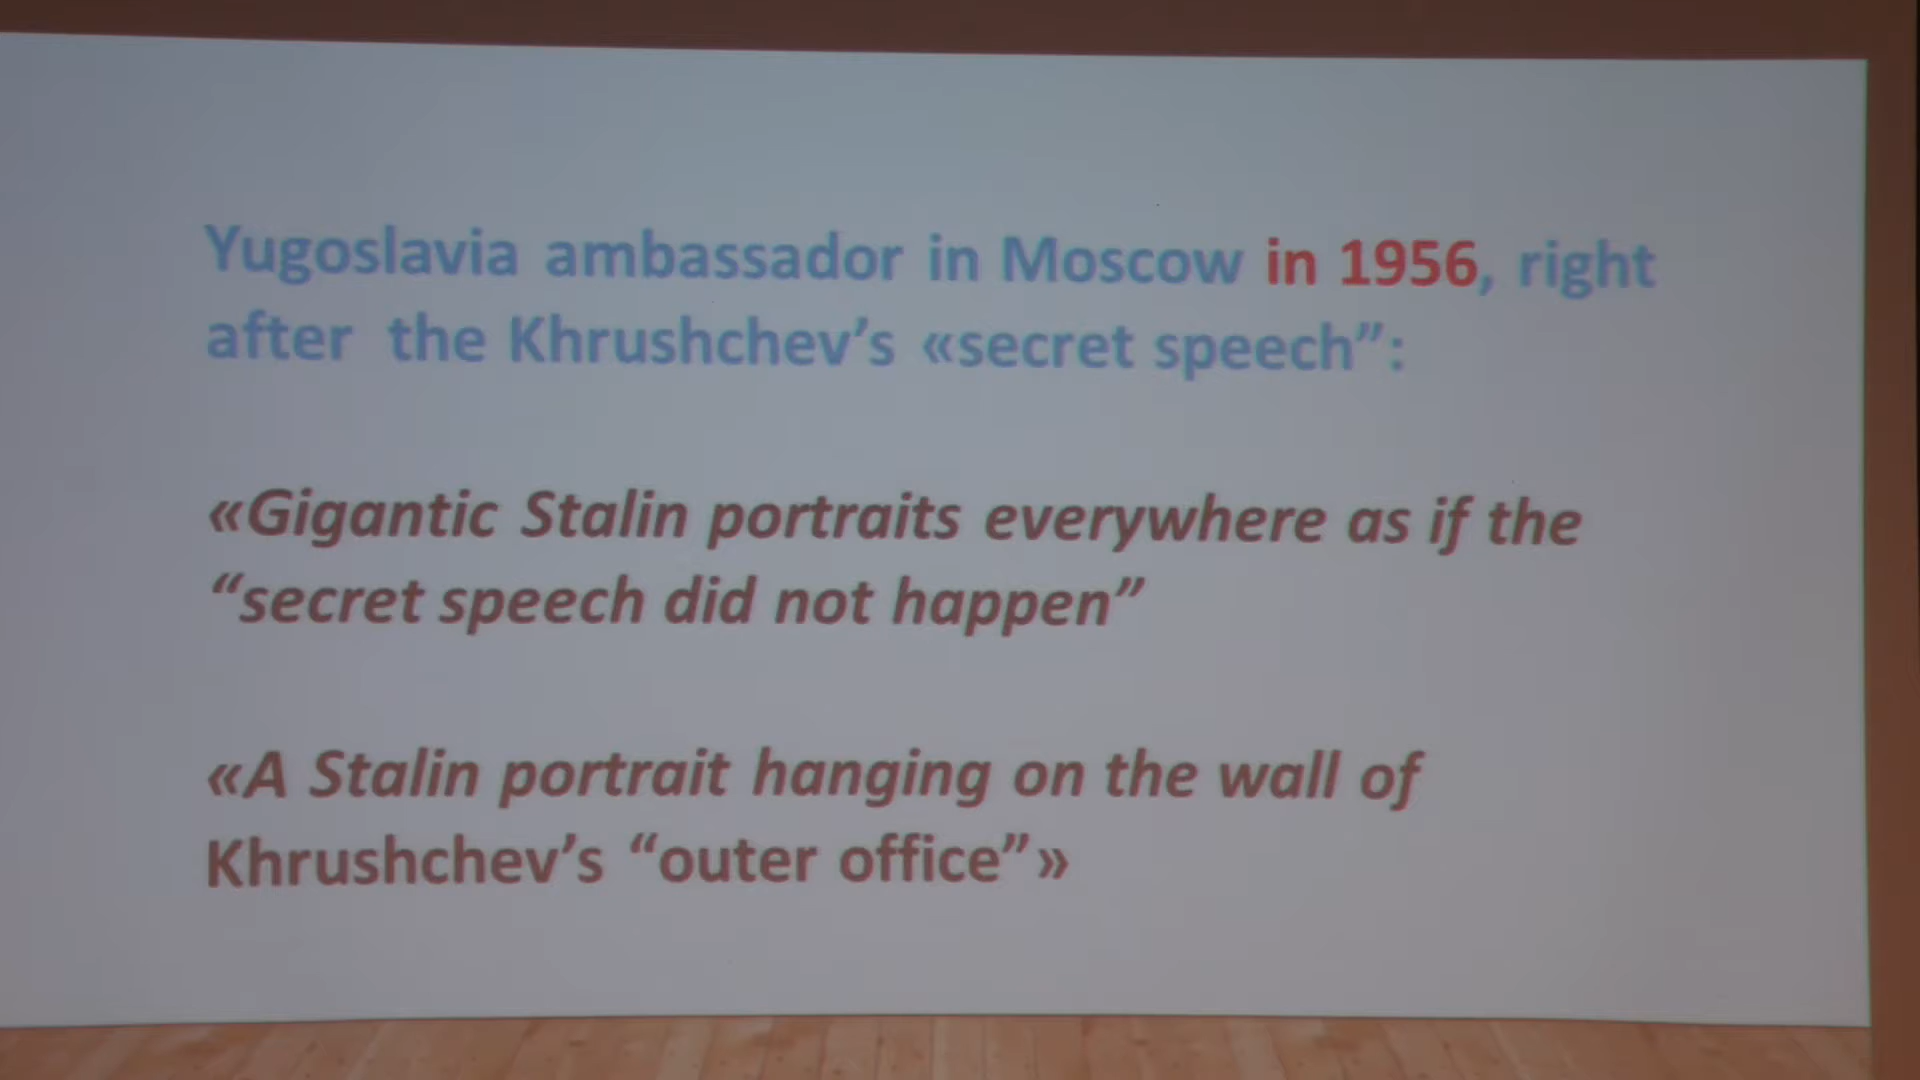 Yugoslavia ambassador in Moscow in 1956, right
after the Khrushchev’s «secret speech”:
«Gigantic Stalin portraits everywhere as if the
“secret speech did not happen”
«A Stalin portrait hanging on the wall of
Khrushchev’s “outer office”»